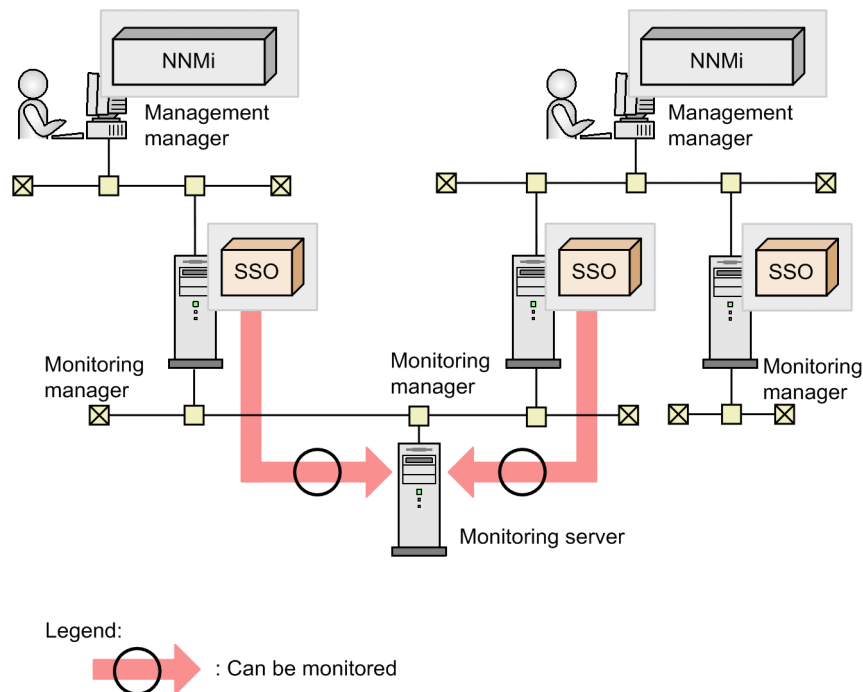 NNMi
NNMi
Management
manager
Management
manager
SSO
SSO
SSO
Monitoring
manager
Monitoring
manager
Monitoring
manager
Monitoring server
Legend:
: Can be monitored